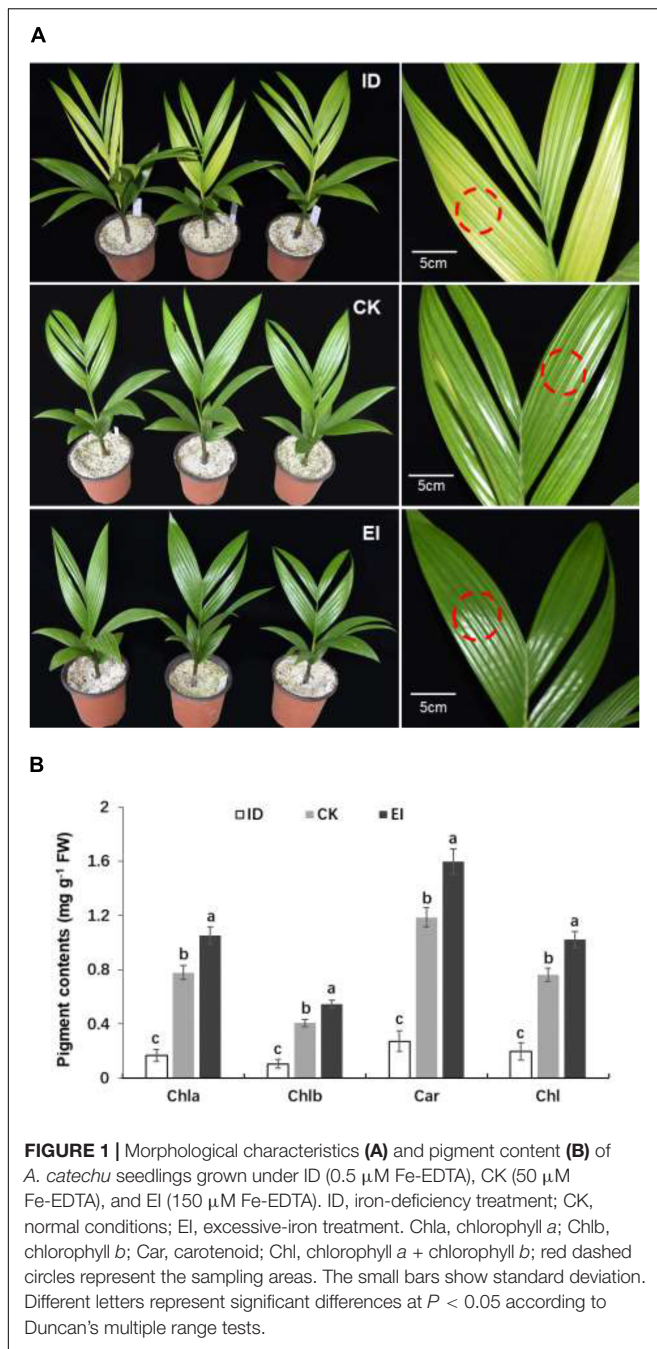 A
ID
5cm
CK
5cm
EI
5cm
B
Pigment contents (mg g⁻¹ FW)
2
1.6
1.2
0.8
0.4
0
ID CK EI
c b a
c b a
c b a
c b a
Chla Chlb Car Chl
FIGURE 1 | Morphological characteristics (A) and pigment content (B) of
A. catechu seedlings grown under ID (0.5 μM Fe-EDTA), CK (50 μM
Fe-EDTA), and EI (150 μM Fe-EDTA). ID, iron-deficiency treatment; CK,
normal conditions; EI, excessive-iron treatment. Chla, chlorophyll a; Chlb,
chlorophyll b; Car, carotenoid; Chl, chlorophyll a + chlorophyll b; red dashed
circles represent the sampling areas. The small bars show standard deviation.
Different letters represent significant differences at P < 0.05 according to
Duncan's multiple range tests.